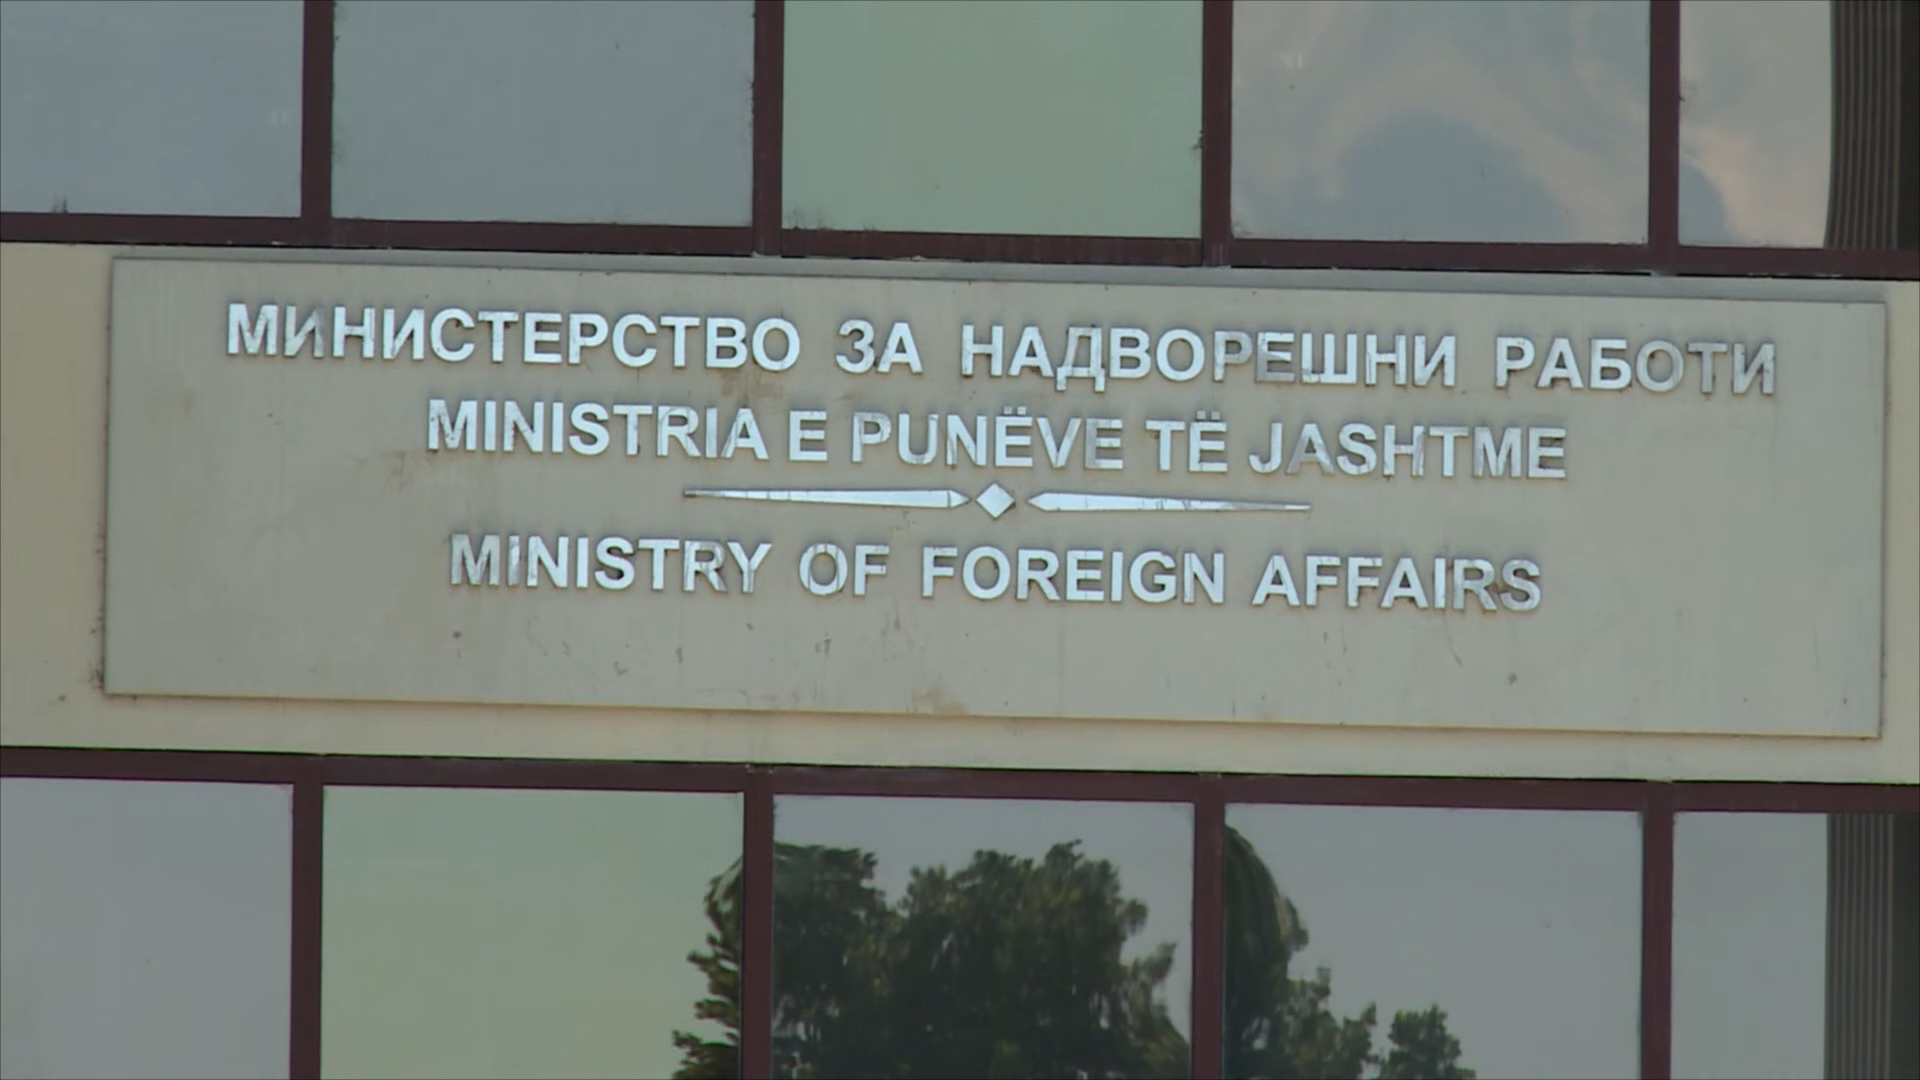 МИНИСТЕРСТВО ЗА НАДВОРЕШНИ РАБОТИ
MINISTRIA E PUNËVE TË JASHTME
MINISTRY OF FOREIGN AFFAIRS